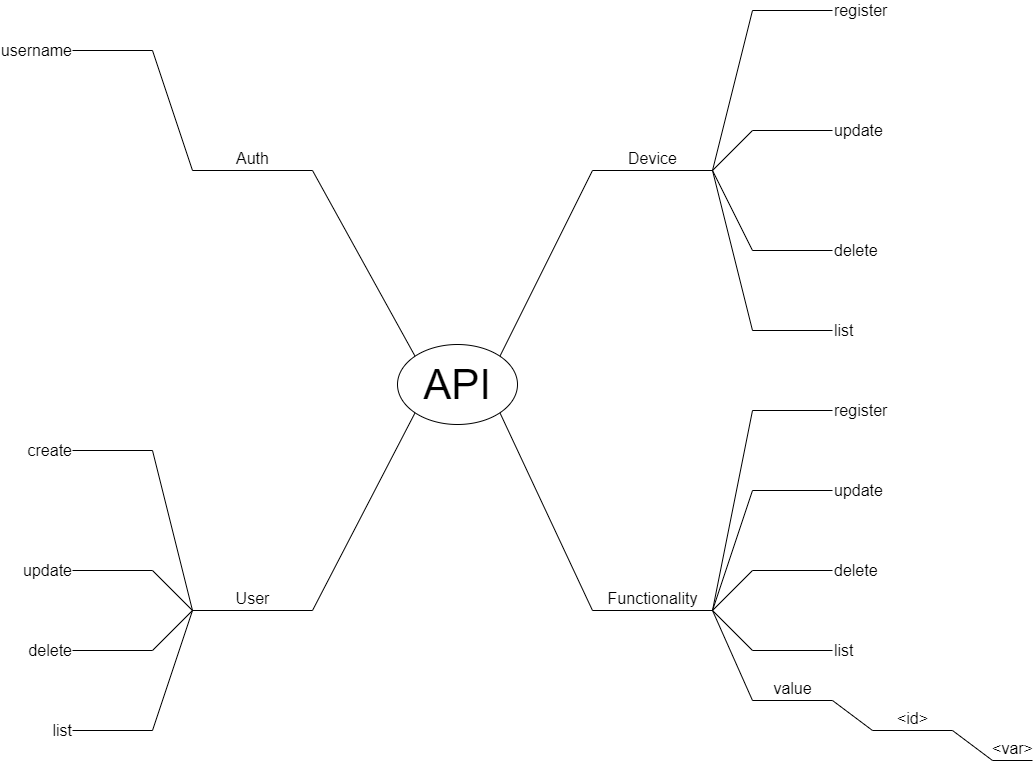 register
username
update
Auth
Device
delete
list
API
register
create
update
update
delete
User
Functionality
delete
list
value
<id>
list
<var>